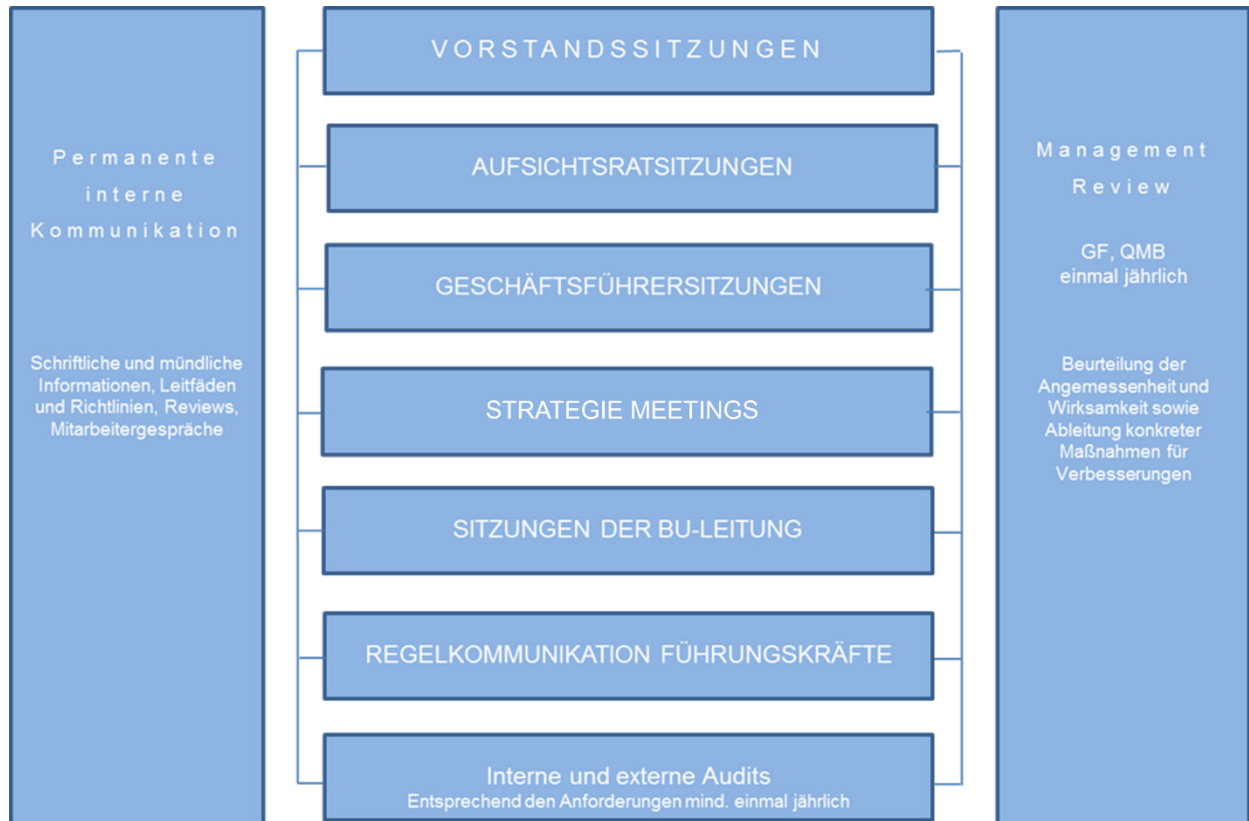 Permanente
interne
Kommunikation
Schriftliche und mündliche
Informationen, Leitfäden
und Richtlinien, Reviews,
Mitarbeitergespräche
VORSTANDSSITZUNGEN
AUFSICHTSRATSITZUNGEN
GESCHÄFTSFÜHRERSITZUNGEN
STRATEGIE MEETINGS
SITZUNGEN DER BU-LEITUNG
REGELKOMMUNIKATION FÜHRUNGSKRÄFTE
Interne und externe Audits
Entsprechend den Anforderungen mind. einmal jährlich
Management
Review
GF, QMB
einmal jährlich
Beurteilung der
Angemessenheit und
Wirksamkeit sowie
Ableitung konkreter
Maßnahmen für
Verbesserungen